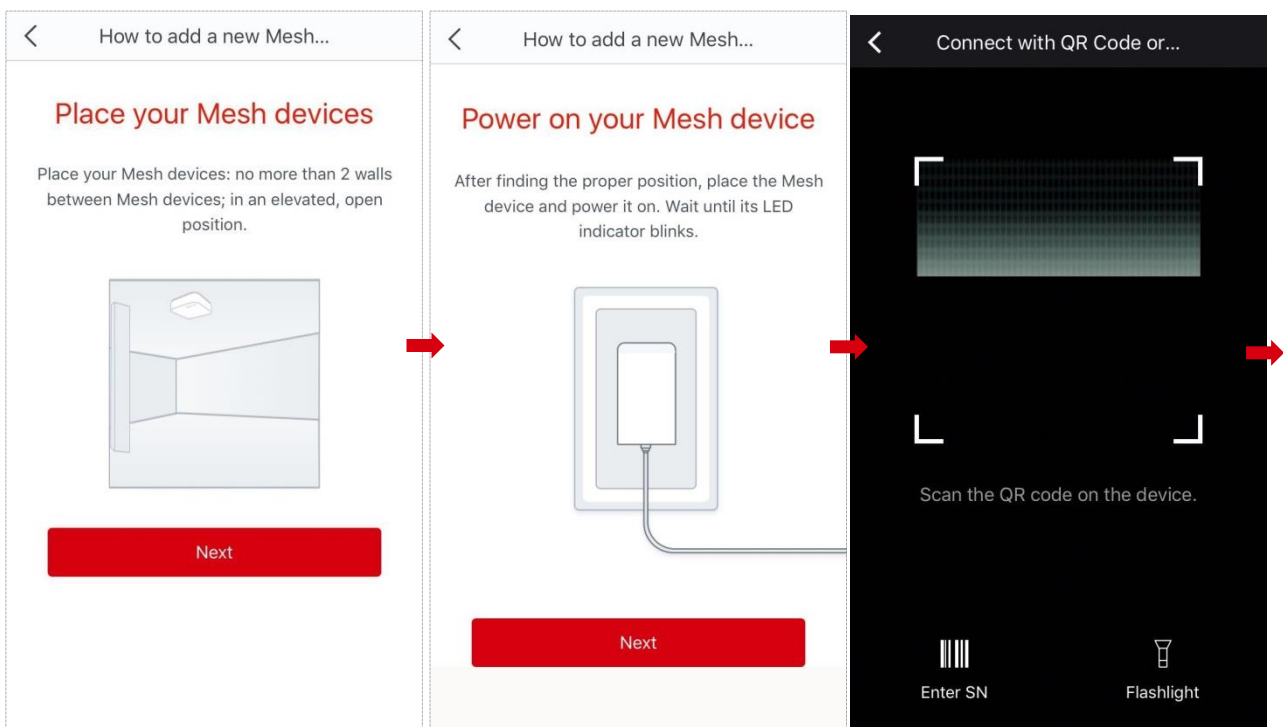 How to add a new Mesh...
Place your Mesh devices
Place your Mesh devices: no more than 2 walls
between Mesh devices; in an elevated, open
position.
Next
How to add a new Mesh...
Power on your Mesh device
After finding the proper position, place the Mesh
device and power it on. Wait until its LED
indicator blinks.
Next
Connect with QR Code or...
Scan the QR code on the device.
Enter SN
Flashlight